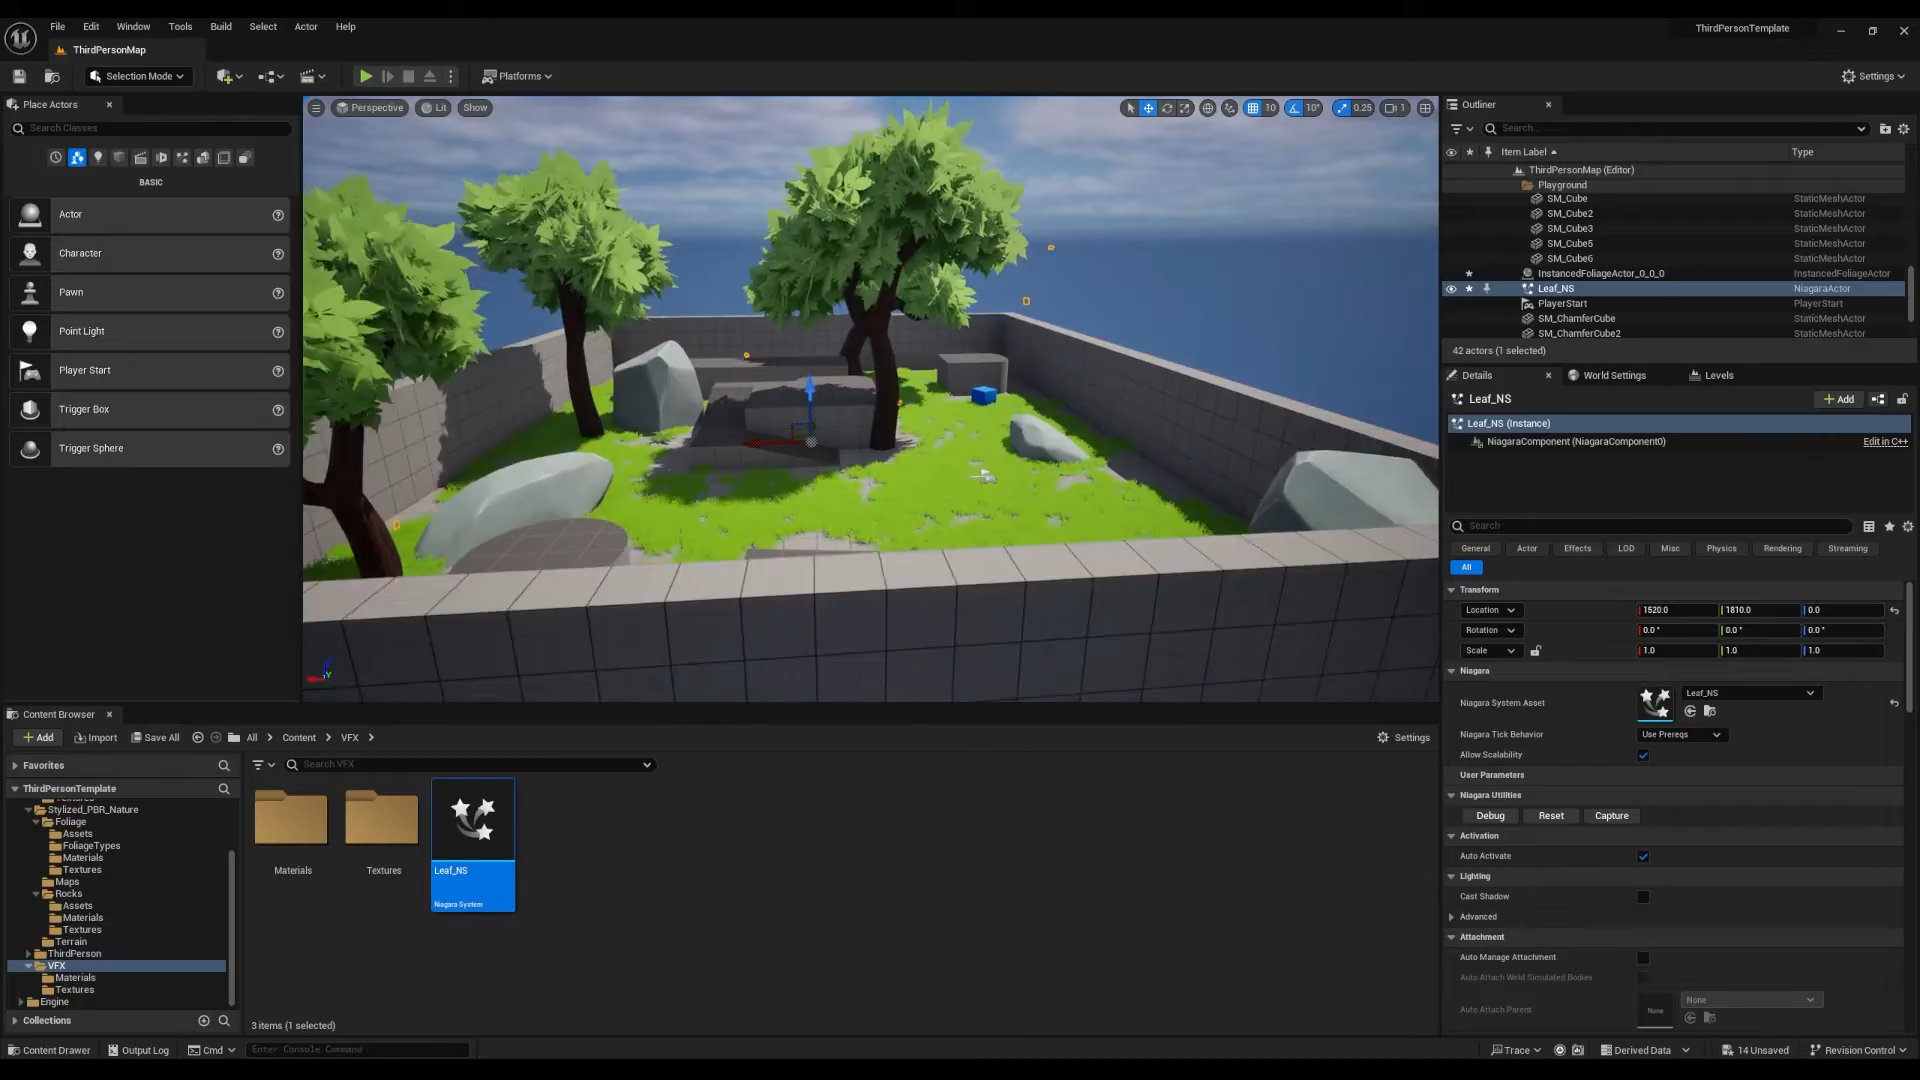 File Edit Window Tools Build Select Actor Help
ThirdPersonTemplate
ThirdPersonMap
Selection Mode
Platforms
Settings
Place Actors
Search Classes
BASIC
Actor
Character
Pawn
Point Light
Player Start
Trigger Box
Trigger Sphere
Perspective Lit Show
10 10° 0.25 1
Outliner
Search...
Item Label Type
ThirdPersonMap (Editor)
Playground
SM_Cube StaticMeshActor
SM_Cube2 StaticMeshActor
SM_Cube3 StaticMeshActor
SM_Cube5 StaticMeshActor
SM_Cube6 StaticMeshActor
InstancedFoliageActor_0_0_0 InstancedFoliageActor
Leaf_NS NiagaraActor
PlayerStart PlayerStart
SM_ChamferCube StaticMeshActor
SM_ChamferCube2 StaticMeshActor
42 actors (1 selected)
Details World Settings Levels
Leaf_NS
Add
Leaf_NS (Instance)
NiagaraComponent (NiagaraComponent0) Edit in C++
Search
General Actor Effects LOD Misc Physics Rendering Streaming
All
Transform
Location 1520.0 1810.0 0.0
Rotation 0.0° 0.0° 0.0°
Scale 1.0 1.0 1.0
Niagara
Niagara System Asset Leaf_NS
Niagara Tick Behavior Use Prereqs
Allow Scalability
User Parameters
Niagara Utilities
Debug Reset Capture
Activation
Auto Activate
Lighting
Cast Shadow
Advanced
Attachment
Auto Manage Attachment
Auto Attach Weld Simulated Bodies
Auto Attach Parent None None
Content Browser
Add Import Save All All Content VFX
Settings
Favorites
Search VFX
ThirdPersonTemplate
Textures
Stylized_PBR_Nature
Foliage
Assets
FoliageTypes
Materials
Textures
Maps
Rocks
Assets
Materials
Textures
Terrain
ThirdPerson
VFX
Materials
Textures
Engine
Collections
Materials
Textures
Leaf_NS
Niagara System
3 items (1 selected)
Content Drawer Output Log Cmd Enter Console Command
Trace Derived Data 14 Unsaved Revision Control